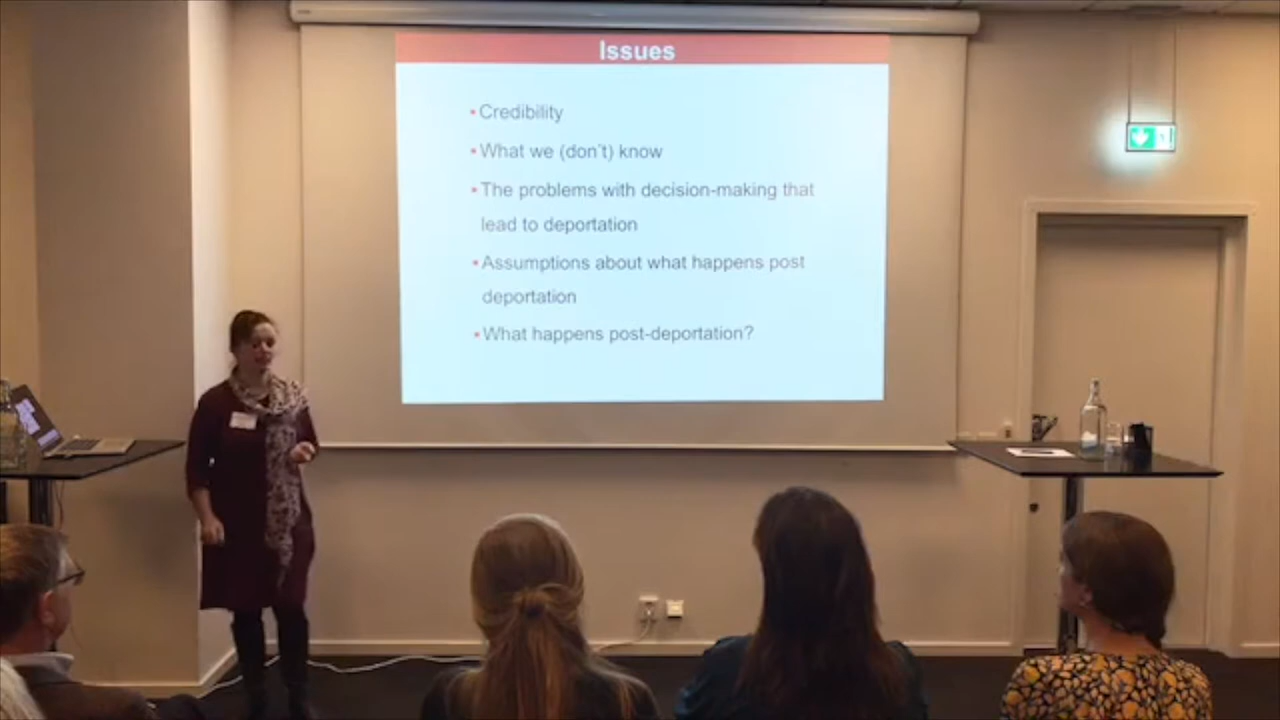 Issues
Credibility
What we (don´t) know
The problems with decision-making that
lead to deportation
Assumptions about what happens post
deportation
What happens post-deportation?